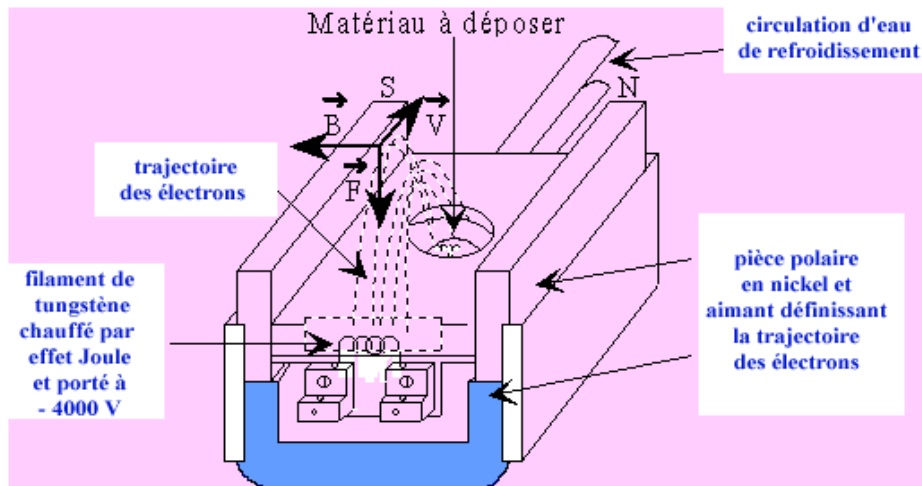 Matériau à déposer
circulation d'eau
de refroidissement
S
N
B
V
F
trajectoire
des électrons
filament de
tungstène
chauffé par
effet Joule
et porté à
- 4000 V
pièce polaire
en nickel et
aimant définissant
la trajectoire
des électrons